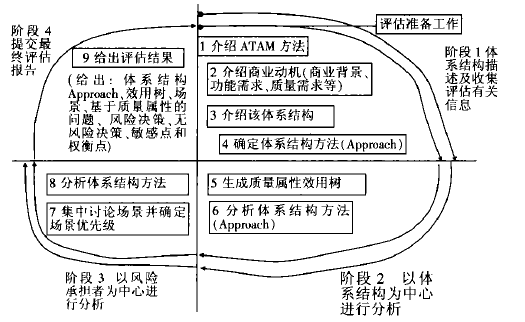 阶段 4
提交最
终评估
报告
9 给出评估结果
(给出：体系结构
Approach、效用树、场
景、基于质量属性的
问题、风险决策、无
风险决策、敏感点和
权衡点)
评估准备工作
1 介绍 ATAM 方法
2 介绍商业动机(商业背景、
功能需求、质量需求等)
3 介绍该体系结构
4 确定体系结构方法(Approach)
阶段 1 体
系结构描
述及收集
评估有关
信息
8 分析体系结构方法
7 集中讨论场景并确定
场景优先级
5 生成质量属性效用树
6 分析体系结构方法
(Approach)
阶段 3 以风险
承担者为中心进
行分析
阶段 2 以体
系结构为中心
进行分析